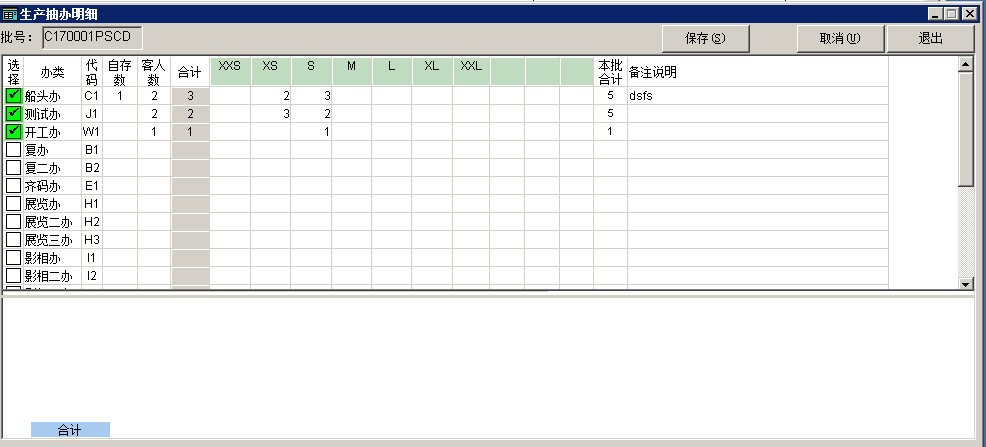 生产抽办明细
批号： C170001PSCD 保存(S) 取消(U) 退出
选择 办类 代码 自存数 客人数 合计 XXS XS S M L XL XXL 本批合计 备注说明
船头办 C1 1 2 3 2 3 5 dsfs
测试办 J1 2 2 3 2 5
开工办 W1 1 1 1 1
复办 B1
复二办 B2
齐码办 E1
展览办 H1
展览二办 H2
展览三办 H3
影相办 I1
影相二办 I2
合计